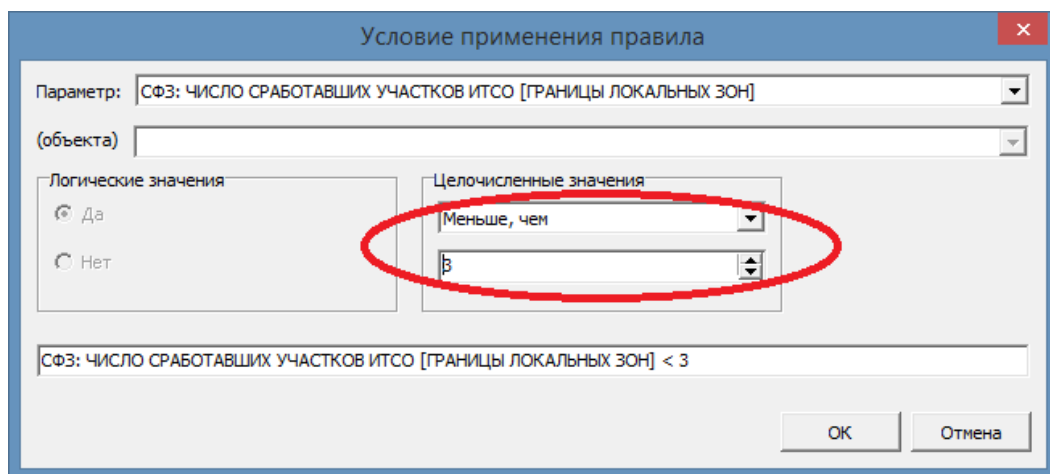 Условие применения правила
Параметр: СФЗ: ЧИСЛО СРАБОТАВШИХ УЧАСТКОВ ИТСО [ГРАНИЦЫ ЛОКАЛЬНЫХ ЗОН]
(объекта)
Логические значения
Да
Нет
Целочисленные значения
Меньше, чем
3
СФЗ: ЧИСЛО СРАБОТАВШИХ УЧАСТКОВ ИТСО [ГРАНИЦЫ ЛОКАЛЬНЫХ ЗОН] < 3
ОК Отмена